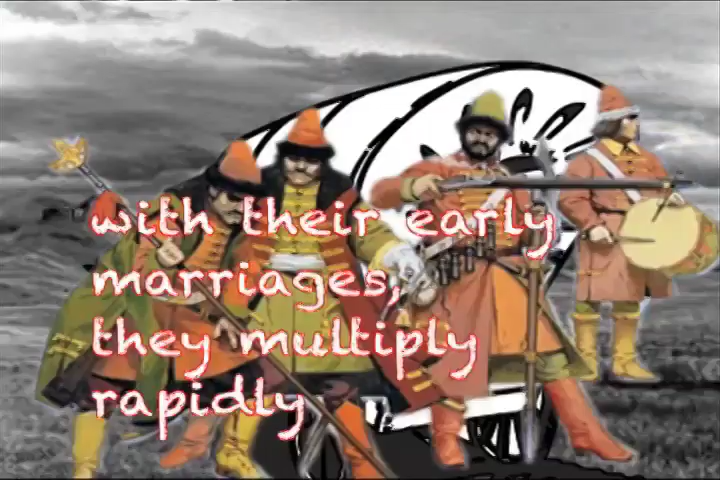 with their early
marriages,
they multiply
rapidly